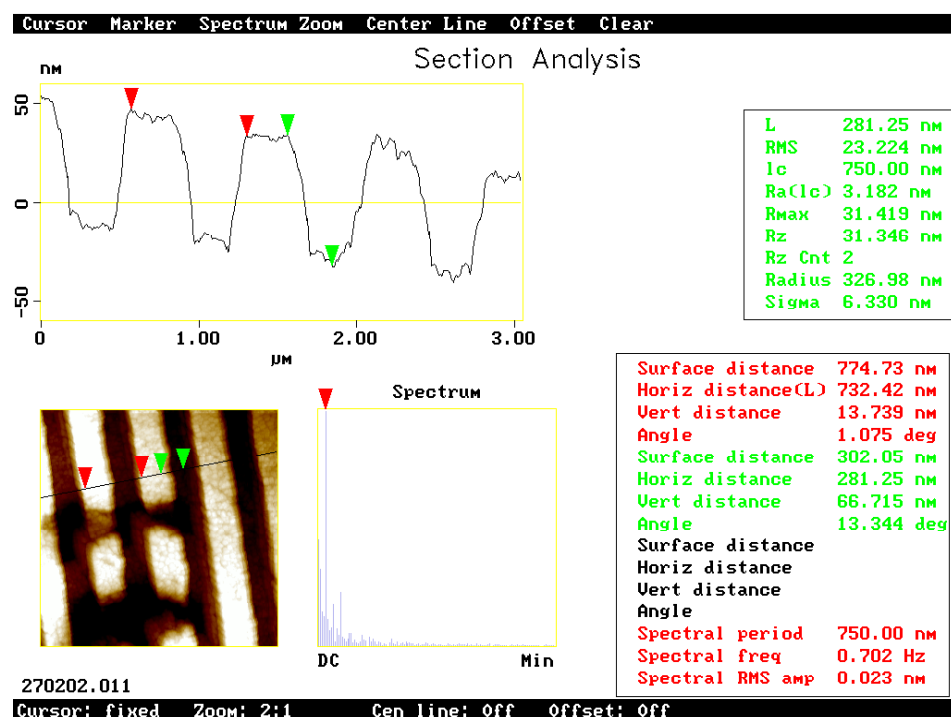 Cursor Marker Spectrum Zoom Center Line Offset Clear
Section Analysis
nM
50
0
-50
0 1.00 2.00 3.00
µM
L 281.25 nM
RMS 23.224 nM
lc 750.00 nM
Ra(lc) 3.182 nM
Rmax 31.419 nM
Rz 31.346 nM
Rz Cnt 2
Radius 326.98 nM
Sigma 6.330 nM
Surface distance 774.73 nM
Horiz distance(L) 732.42 nM
Vert distance 13.739 nM
Angle 1.075 deg
Surface distance 302.05 nM
Horiz distance 281.25 nM
Vert distance 66.715 nM
Angle 13.344 deg
Surface distance
Horiz distance
Vert distance
Angle
Spectral period 750.00 nM
Spectral freq 0.702 Hz
Spectral RMS amp 0.023 nM
Spectrum
DC Min
270202.011
Cursor: fixed Zoom: 2:1 Cen line: Off Offset: Off